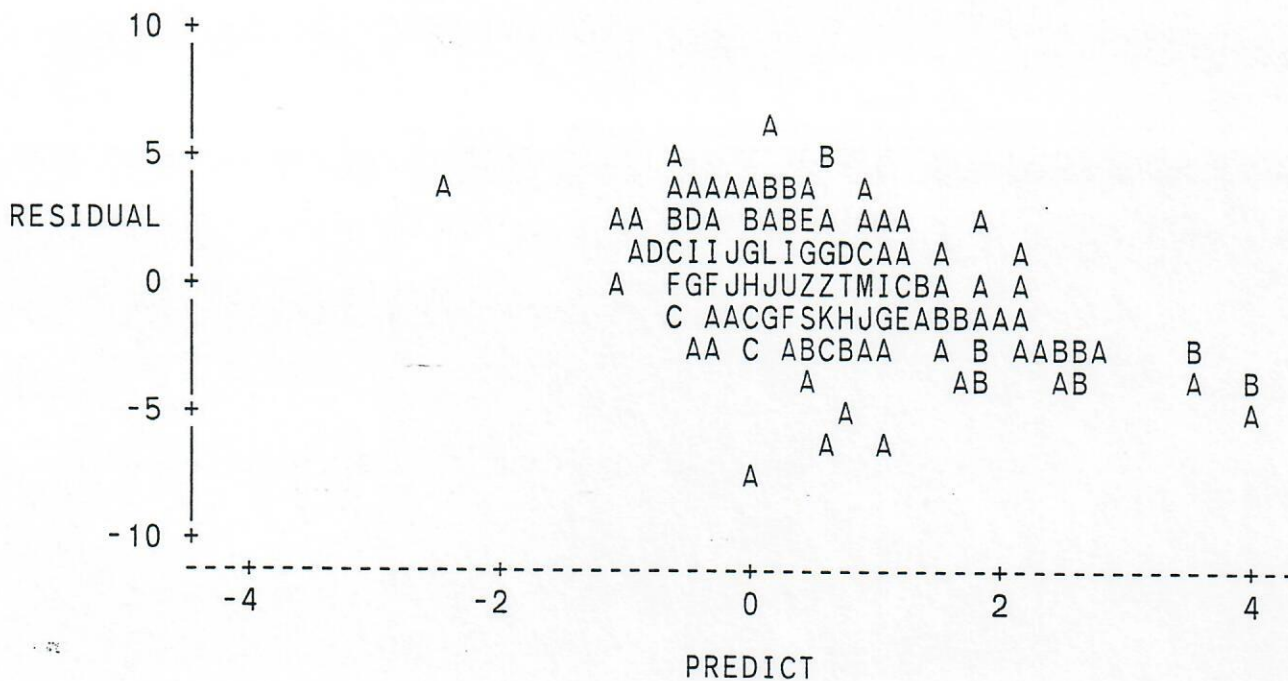 10 +
A
5 + A B
A AAAAABBA A
RESIDUAL AA BDA BABEA AAA A
ADCIIJGLIGGDCAA A A
0 + A FGFJHJUZZTMICBA A A
C AACGFSKHJGEABBAAA
AA C ABCBAA A B AABBA B
A AB AB A B
-5 + A A
A A
A
-10 +
-4 -2 0 2 4
PREDICT